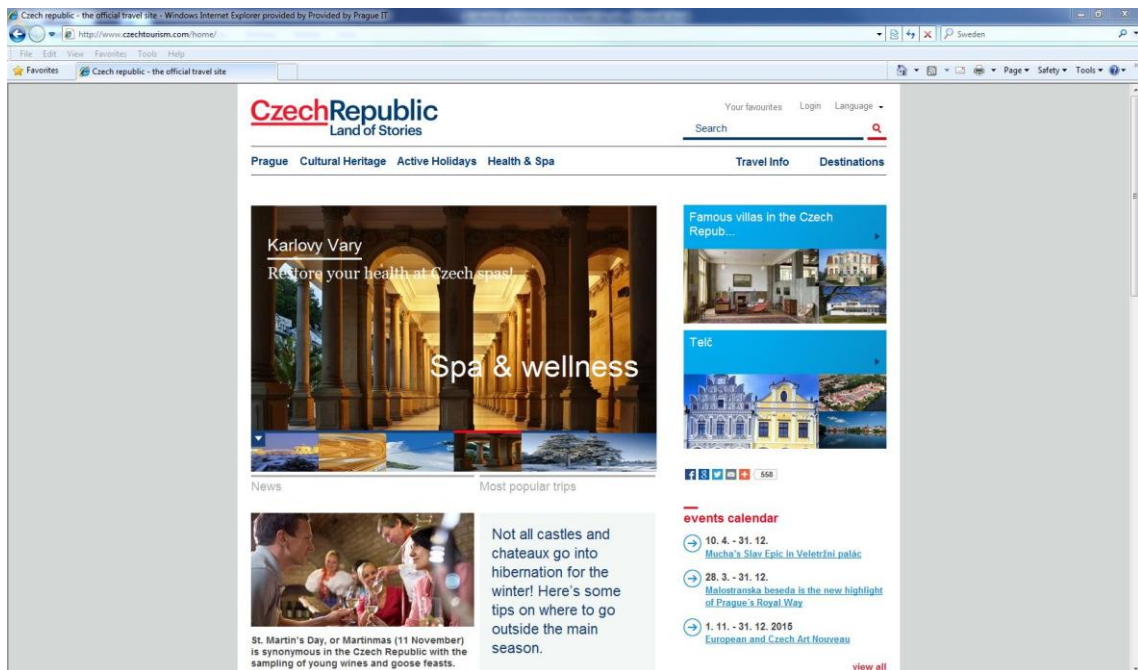 Czech republic - the official travel site - Windows Internet Explorer provided by Provided by Prague IT
http://www.czechtourism.com/home/
Sweden
File Edit View Favorites Tools Help
Favorites Czech republic - the official travel site
Page Safety Tools
CzechRepublic
Land of Stories
Your favourites Login Language
Search
Prague Cultural Heritage Active Holidays Health & Spa Travel Info Destinations
Karlovy Vary
Restore your health at Czech spas!
Spa & wellness
Famous villas in the Czech
Repub...
Telč
558
News
Most popular trips
Not all castles and
chateaux go into
hibernation for the
winter! Here's some
tips on where to go
outside the main
season.
St. Martin's Day, or Martinmas (11 November)
is synonymous in the Czech Republic with the
sampling of young wines and goose feasts.
events calendar
10. 4. - 31. 12.
Mucha's Slav Epic in Veletržní palác
28. 3. - 31. 12.
Malostranska beseda is the new highlight
of Prague´s Royal Way
1. 11. - 31. 12. 2015
European and Czech Art Nouveau
view all